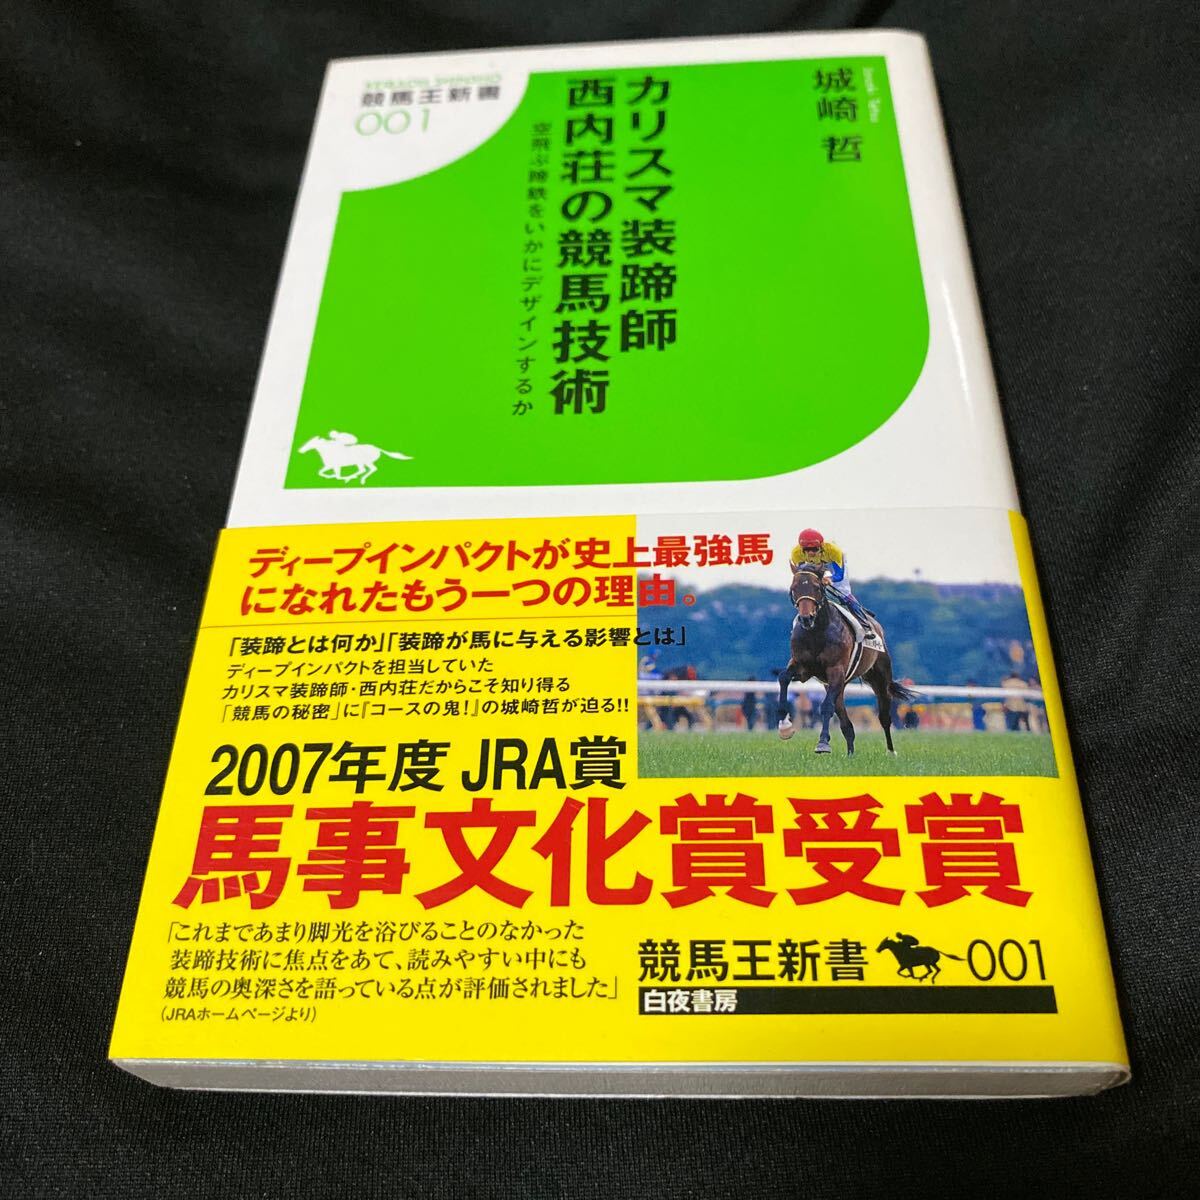 競馬王新書
001
城崎 哲
カリスマ装蹄師
西内荘の競馬技術
空飛ぶ蹄鉄をいかにデザインするか
ディープインパクトが史上最強馬
になれたもう一つの理由。
「装蹄とは何か」「装蹄が馬に与える影響とは」
ディープインパクトを担当していた
カリスマ装蹄師・西内荘だからこそ知り得る
「競馬の秘密」に『コースの鬼!』の城崎哲が迫る!!
2007年度 JRA賞
馬事文化賞受賞
「これまであまり脚光を浴びることのなかった
装蹄技術に焦点をあて、読みやすい中にも
競馬の奥深さを語っている点が評価されました」
(JRAホームページより)
競馬王新書 001
白夜書房